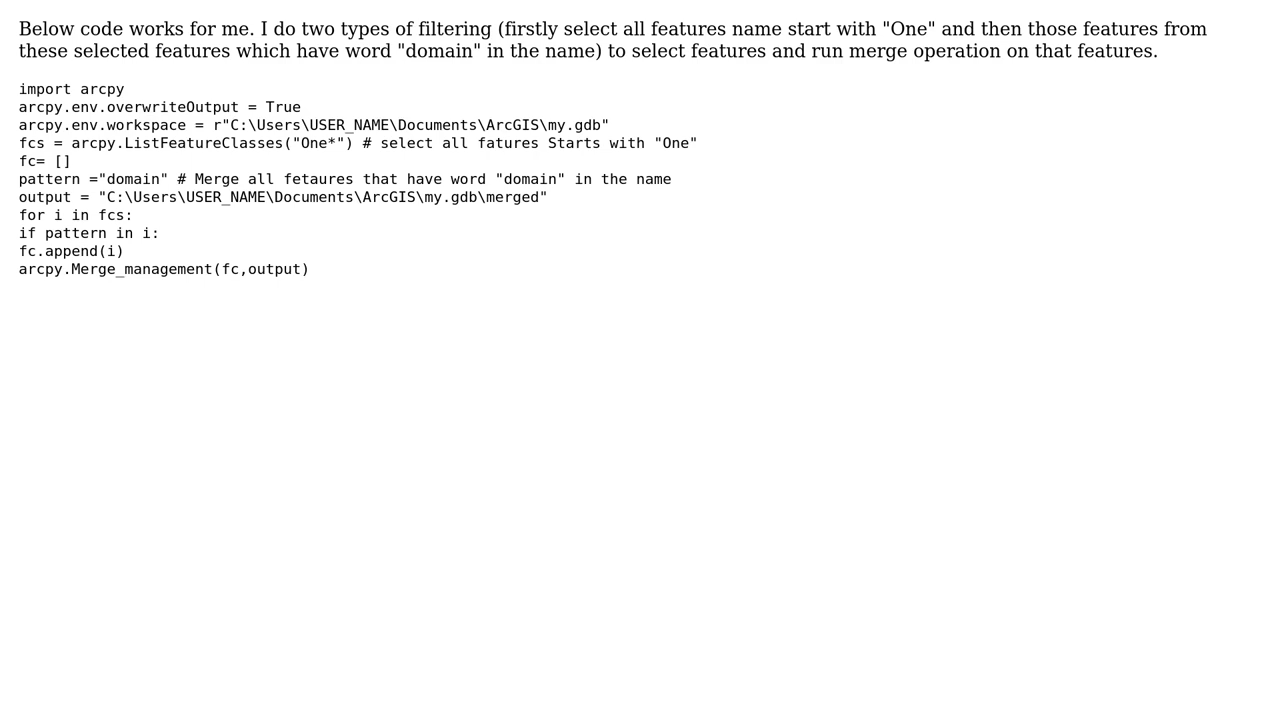 Below code works for me. I do two types of filtering (firstly select all features name start with "One" and then those features from
these selected features which have word "domain" in the name) to select features and run merge operation on that features.
import arcpy
arcpy.env.overwriteOutput = True
arcpy.env.workspace = r"C:\Users\USER_NAME\Documents\ArcGIS\my.gdb"
fcs = arcpy.ListFeatureClasses("One*") # select all fatures Starts with "One"
fc= []
pattern ="domain" # Merge all fetaures that have word "domain" in the name
output = "C:\Users\USER_NAME\Documents\ArcGIS\my.gdb\merged"
for i in fcs:
if pattern in i:
fc.append(i)
arcpy.Merge_management(fc,output)